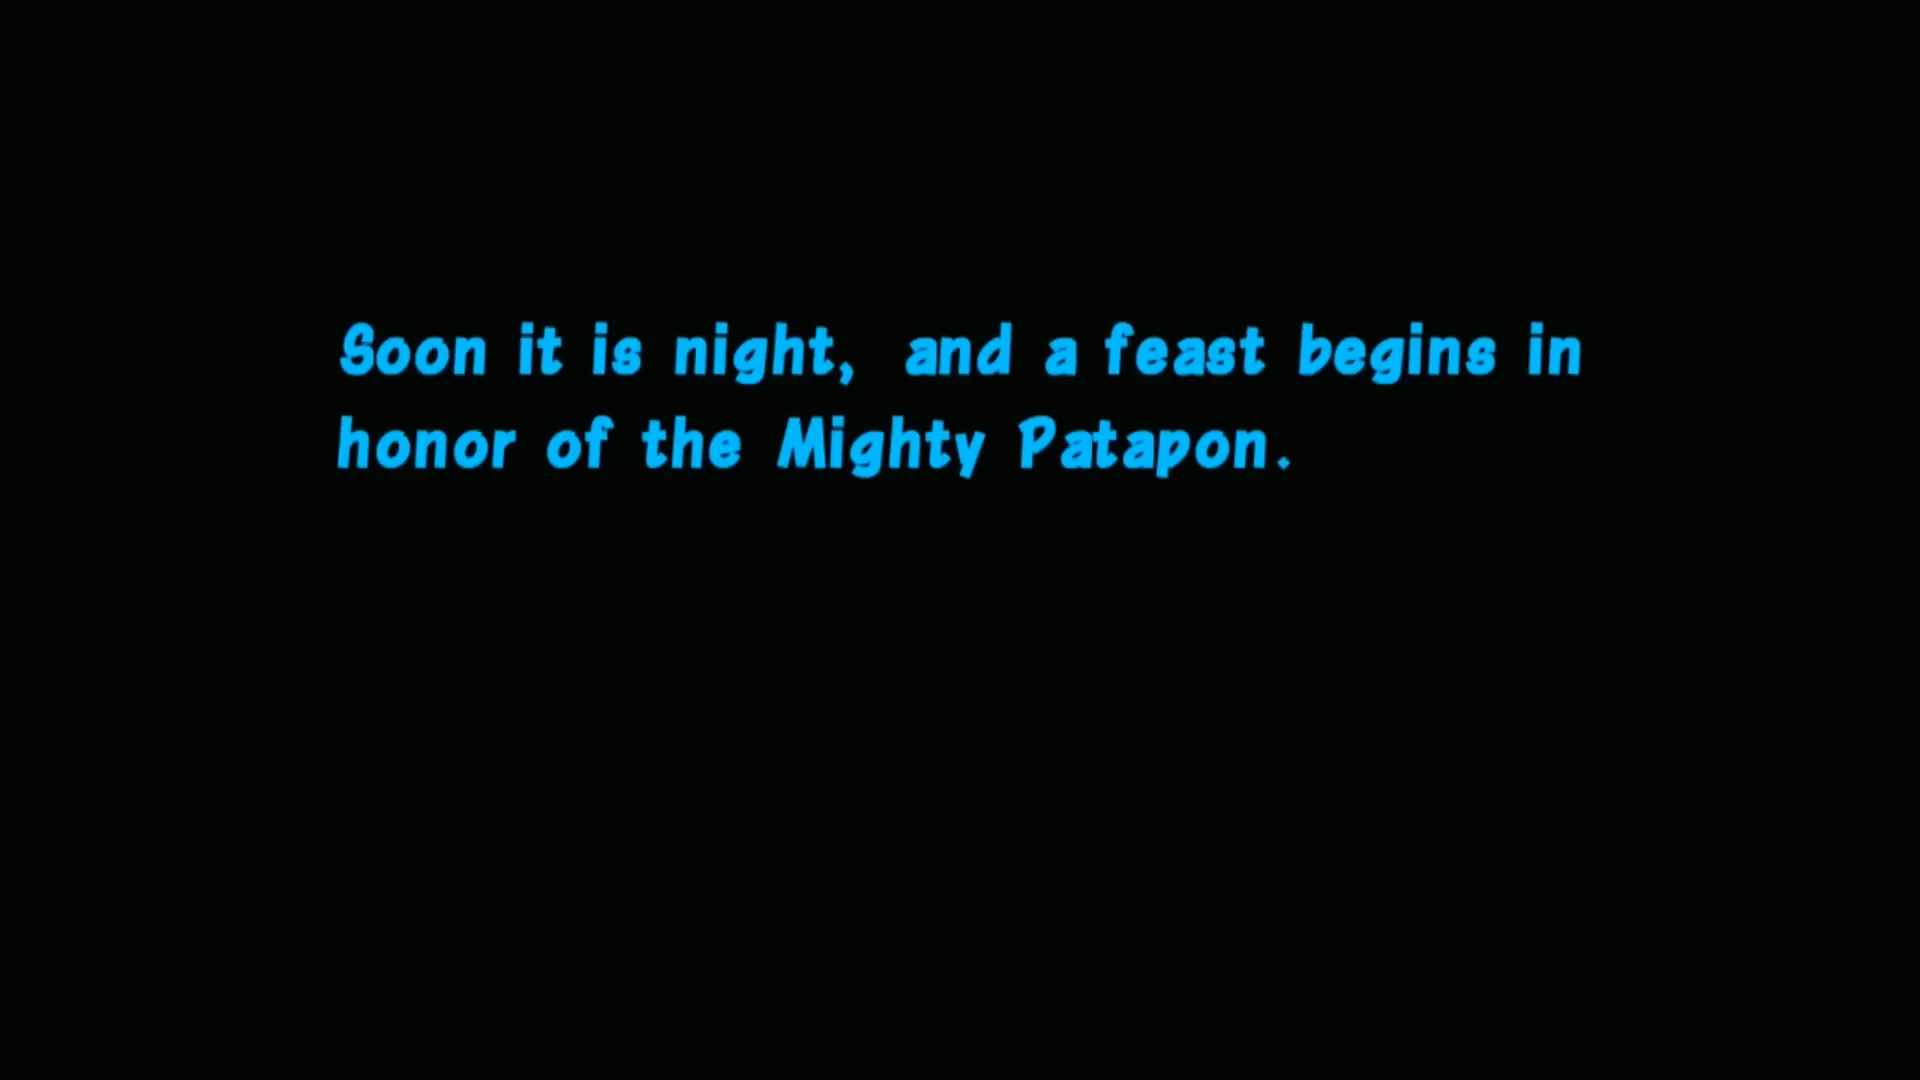 Soon it is night, and a feast begins in
honor of the Mighty Patapon.